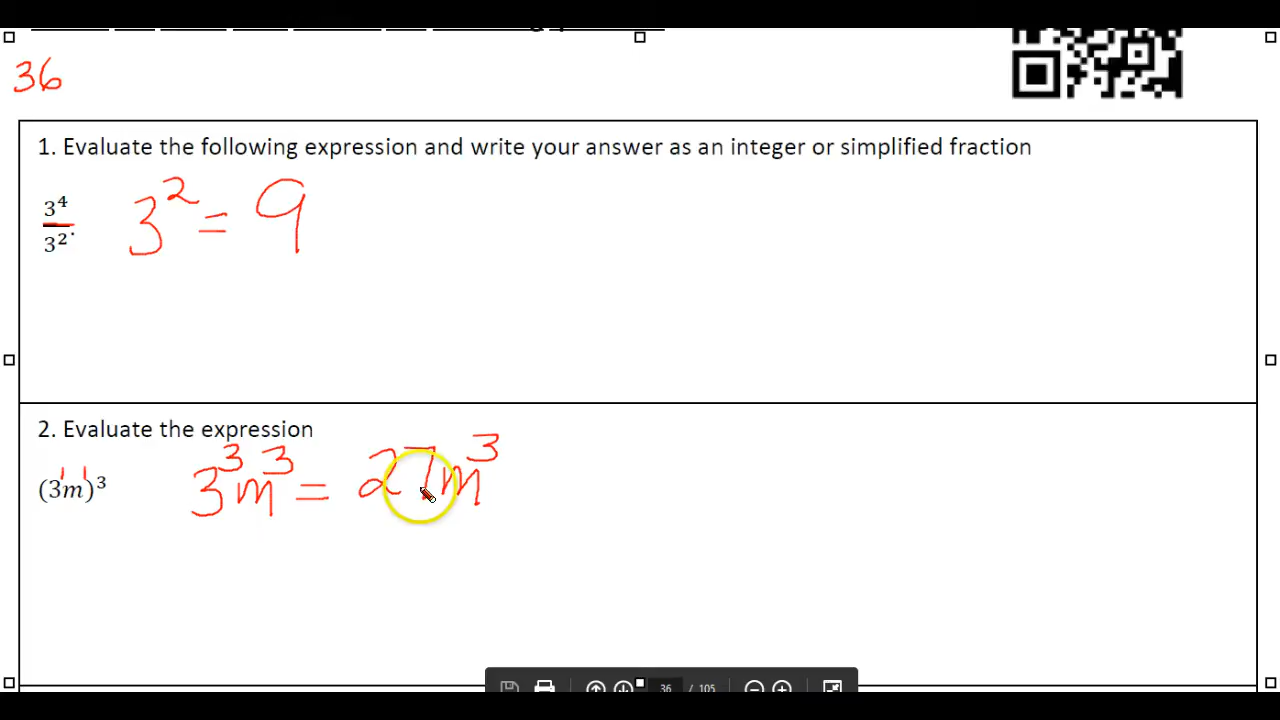 36
1. Evaluate the following expression and write your answer as an integer or simplified fraction
3⁴/3². 3² = 9
2. Evaluate the expression
(3¹m¹)³ 3³m³ = 27m³
36 / 105